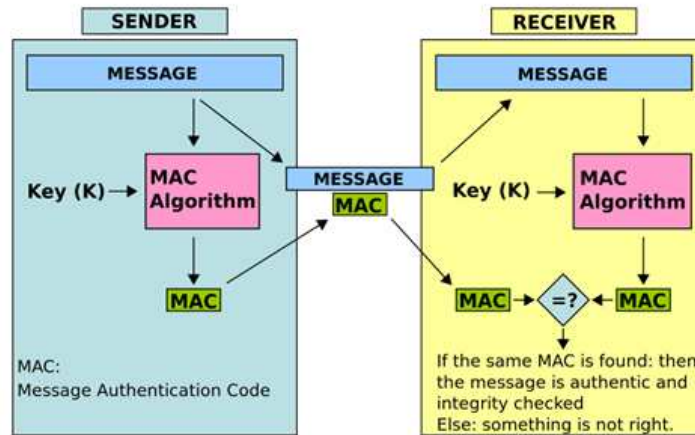 SENDER
RECEIVER
MESSAGE
MESSAGE
Key (K)
MAC
Algorithm
MESSAGE
MAC
Key (K)
MAC
Algorithm
MAC
MAC
=?
MAC
MAC:
Message Authentication Code
If the same MAC is found: then
the message is authentic and
integrity checked
Else: something is not right.